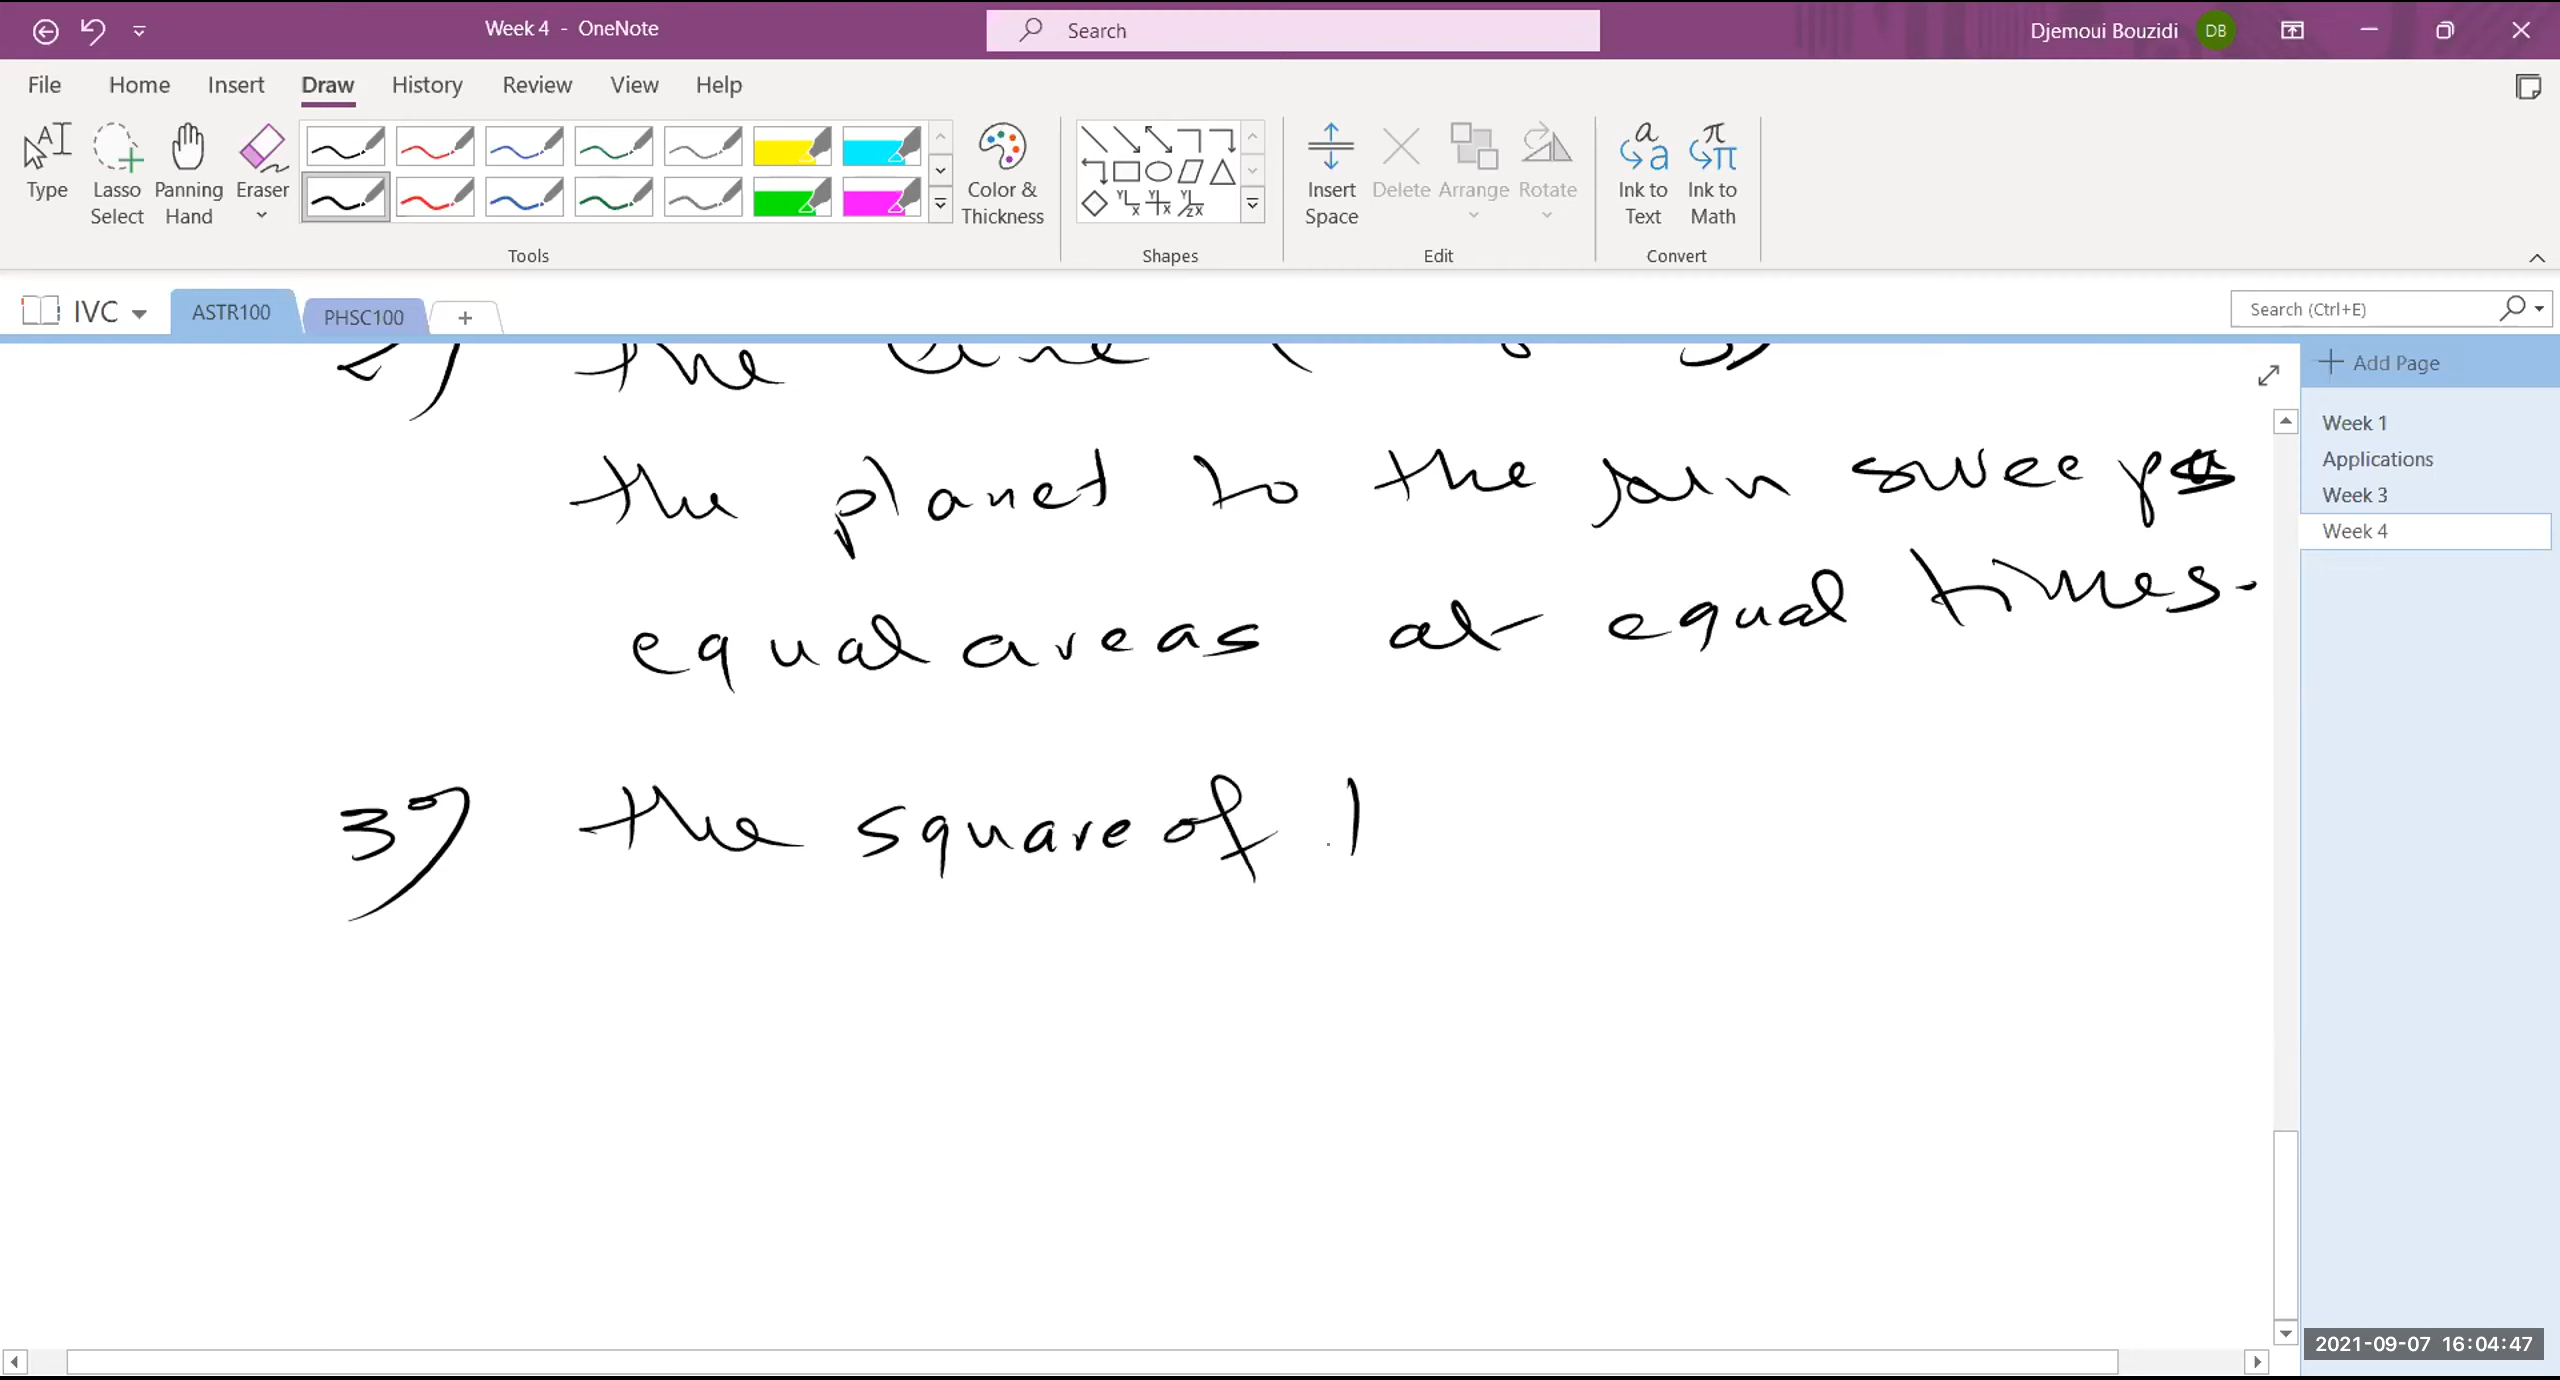 Week 4 - OneNote
Search
Djemoui Bouzidi DB
File Home Insert Draw History Review View Help
Type
Lasso Select
Panning Hand
Eraser
Color & Thickness
Insert Space
Delete
Arrange
Rotate
Ink to Text
Ink to Math
Tools
Shapes
Edit
Convert
IVC
ASTR100
PHSC100
+
Search (Ctrl+E)
Add Page
Week 1
Applications
Week 3
Week 4
2) the line
the planet to the sun sweeps
equal areas at equal times.
3) the square of
2021-09-07 16:04:47